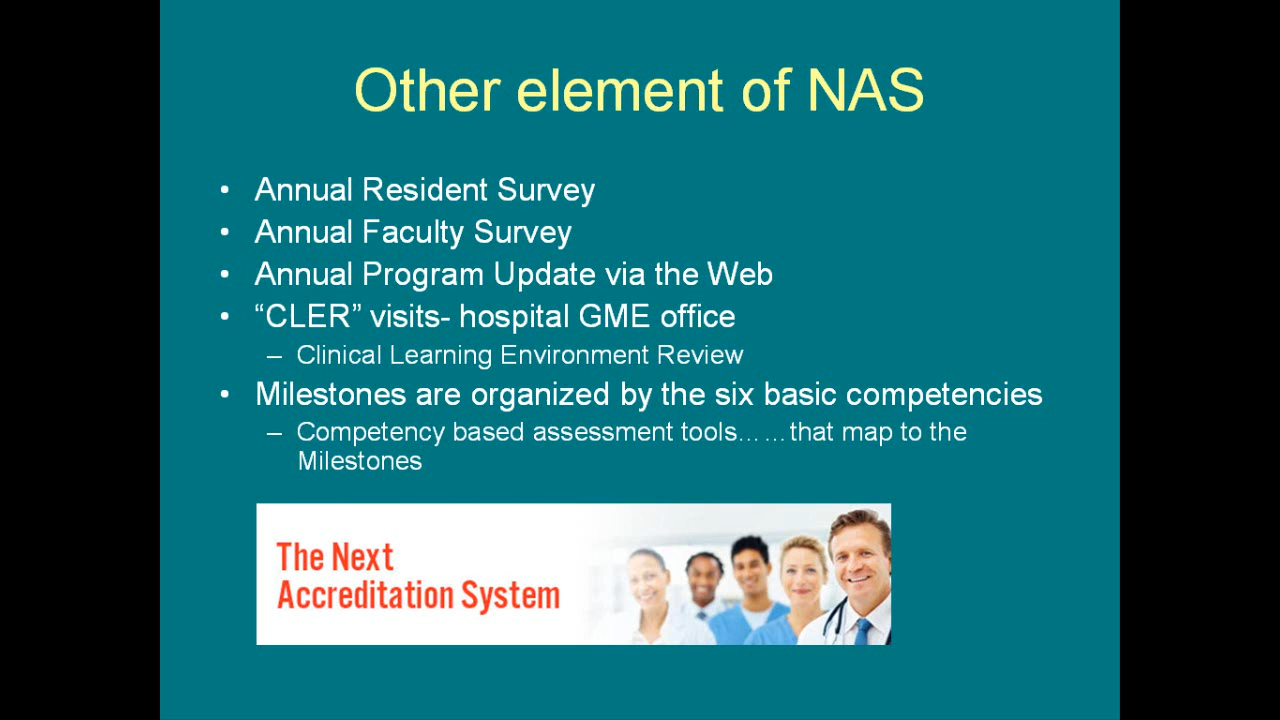 Other element of NAS
• Annual Resident Survey
• Annual Faculty Survey
• Annual Program Update via the Web
• “CLER” visits- hospital GME office
– Clinical Learning Environment Review
• Milestones are organized by the six basic competencies
– Competency based assessment tools……that map to the
Milestones
The Next
Accreditation System